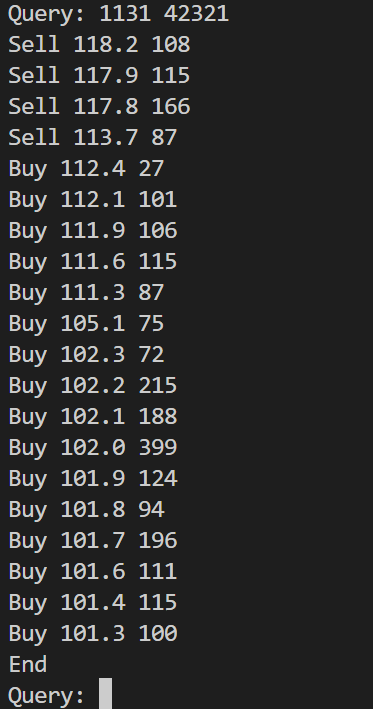 Query: 1131 42321
Sell 118.2 108
Sell 117.9 115
Sell 117.8 166
Sell 113.7 87
Buy 112.4 27
Buy 112.1 101
Buy 111.9 106
Buy 111.6 115
Buy 111.3 87
Buy 105.1 75
Buy 102.3 72
Buy 102.2 215
Buy 102.1 188
Buy 102.0 399
Buy 101.9 124
Buy 101.8 94
Buy 101.7 196
Buy 101.6 111
Buy 101.4 115
Buy 101.3 100
End
Query: